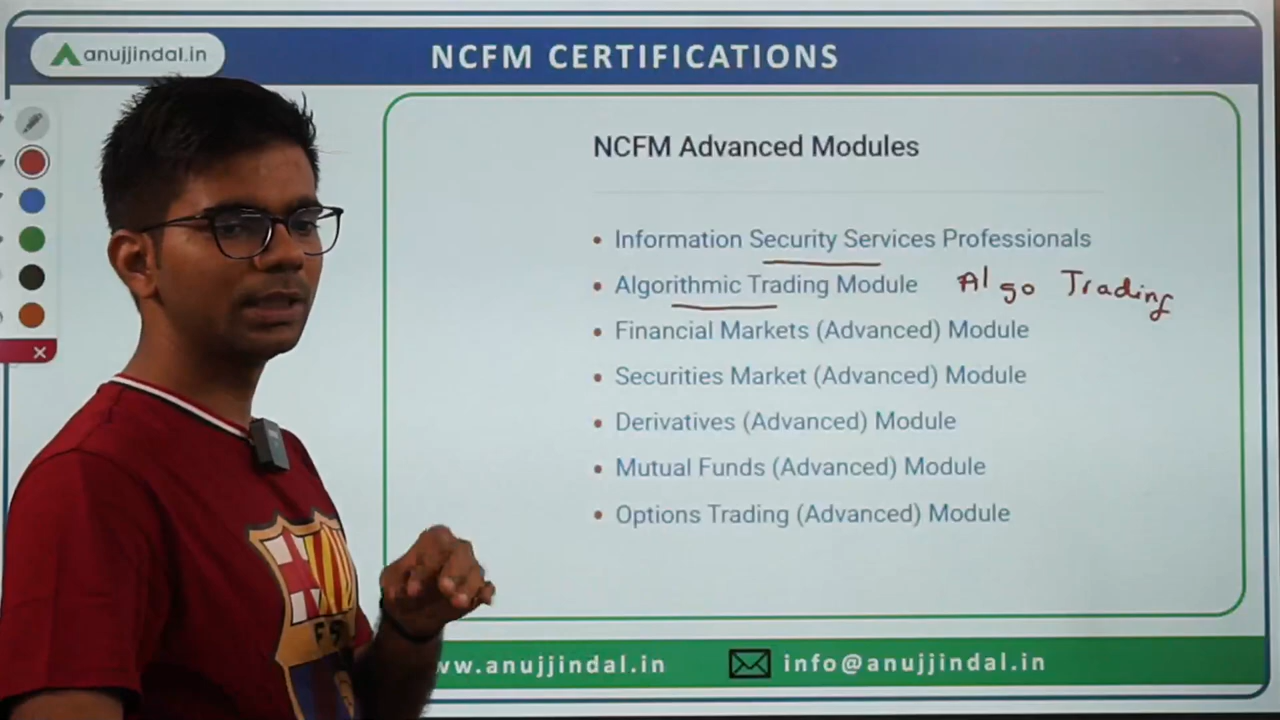 anujjindal.in
NCFM CERTIFICATIONS
NCFM Advanced Modules
• Information Security Services Professionals
• Algorithmic Trading Module Algo Trading
• Financial Markets (Advanced) Module
• Securities Market (Advanced) Module
• Derivatives (Advanced) Module
• Mutual Funds (Advanced) Module
• Options Trading (Advanced) Module
ww.anujjindal.in info@anujjindal.in